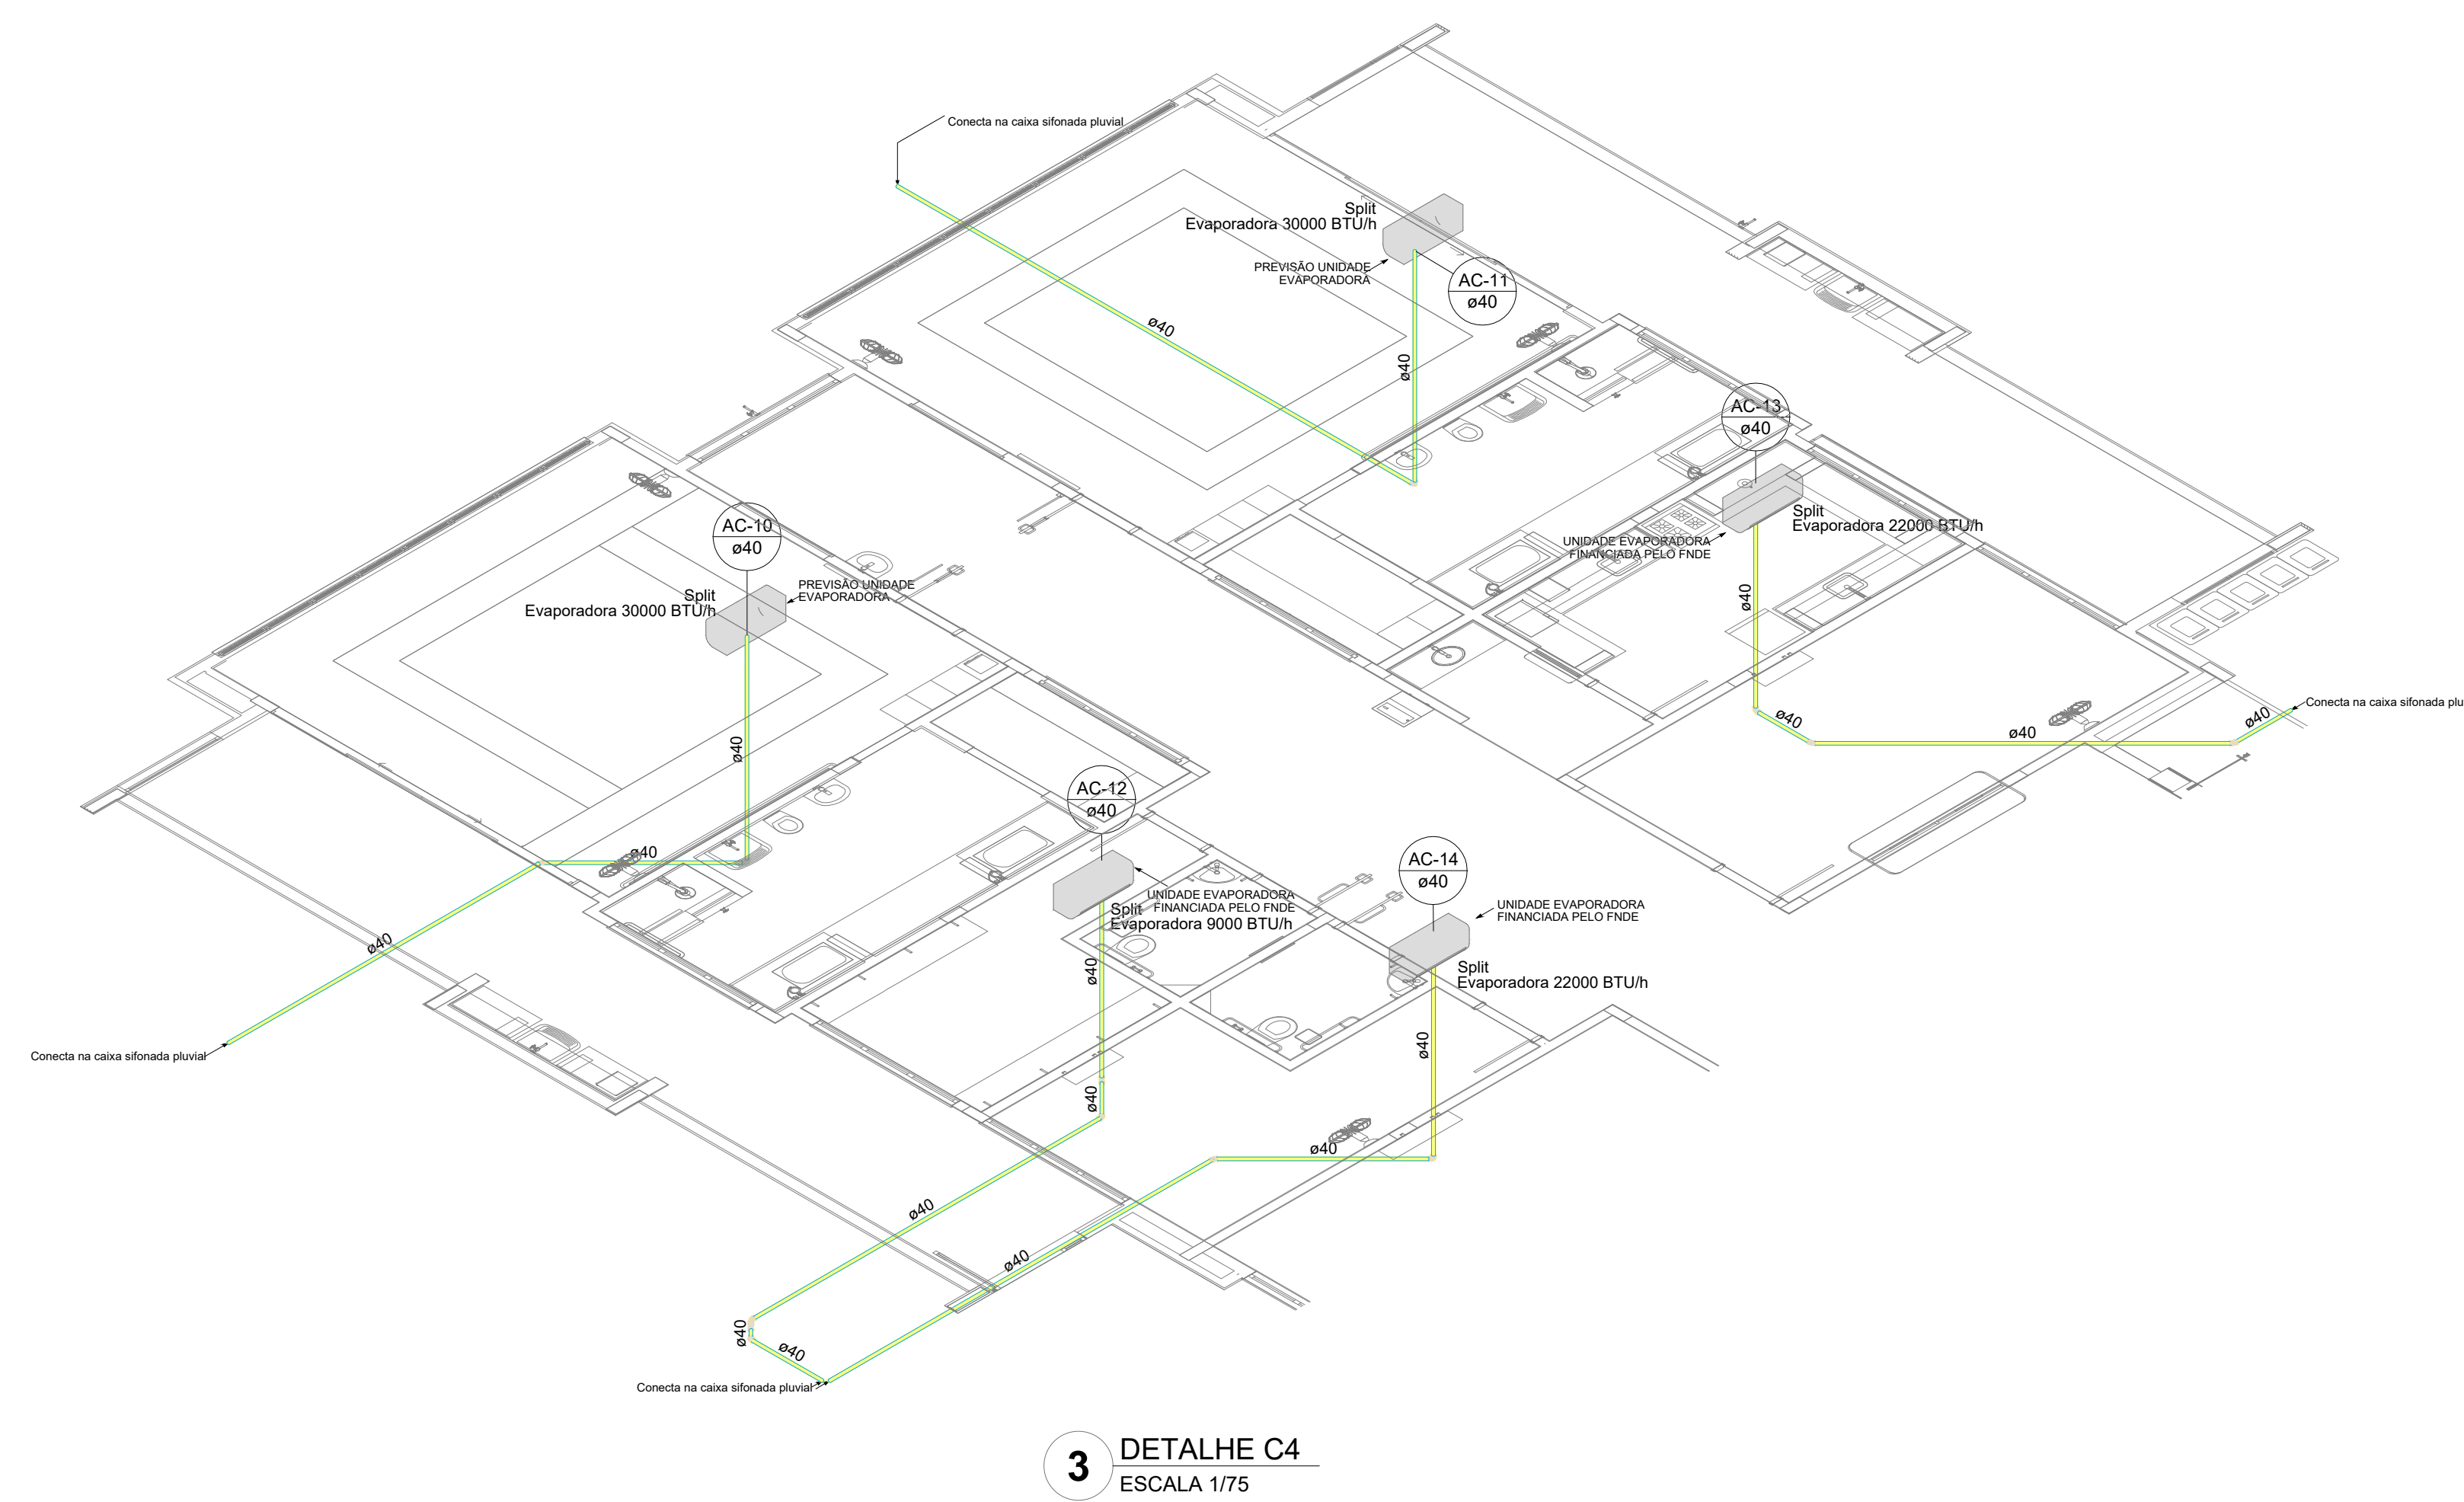 Conecta na caixa sifonada pluvial
Split
Evaporadora 30000 BTU/h
PREVISÃO UNIDADE
EVAPORADORA
AC-11
ø40
ø40
ø40
AC-13
ø40
Split
Evaporadora 22000 BTU/h
UNIDADE EVAPORADORA
FINANCIADA PELO FNDE
ø40
ø40
ø40
ø40
Conecta na caixa sifonada plu
AC-10
ø40
PREVISÃO UNIDADE
EVAPORADORA
Split
Evaporadora 30000 BTU/h
ø40
ø40
ø40
Conecta na caixa sifonada pluvial
AC-12
ø40
UNIDADE EVAPORADORA
FINANCIADA PELO FNDE
Split
Evaporadora 9000 BTU/h
ø40
ø40
ø40
ø40
ø40
AC-14
ø40
UNIDADE EVAPORADORA
FINANCIADA PELO FNDE
Split
Evaporadora 22000 BTU/h
ø40
ø40
ø40
Conecta na caixa sifonada pluvial
3
DETALHE C4
ESCALA 1/75